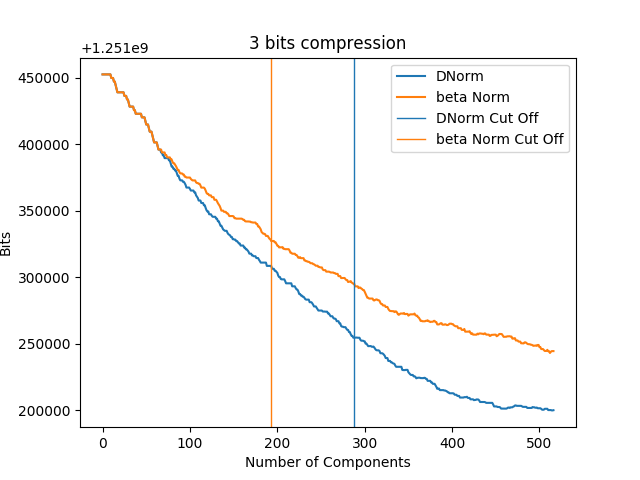 3 bits compression
+1.251e9
450000
400000
350000
300000
250000
200000
Bits
0
100
200
300
400
500
Number of Components
DNorm
beta Norm
DNorm Cut Off
beta Norm Cut Off